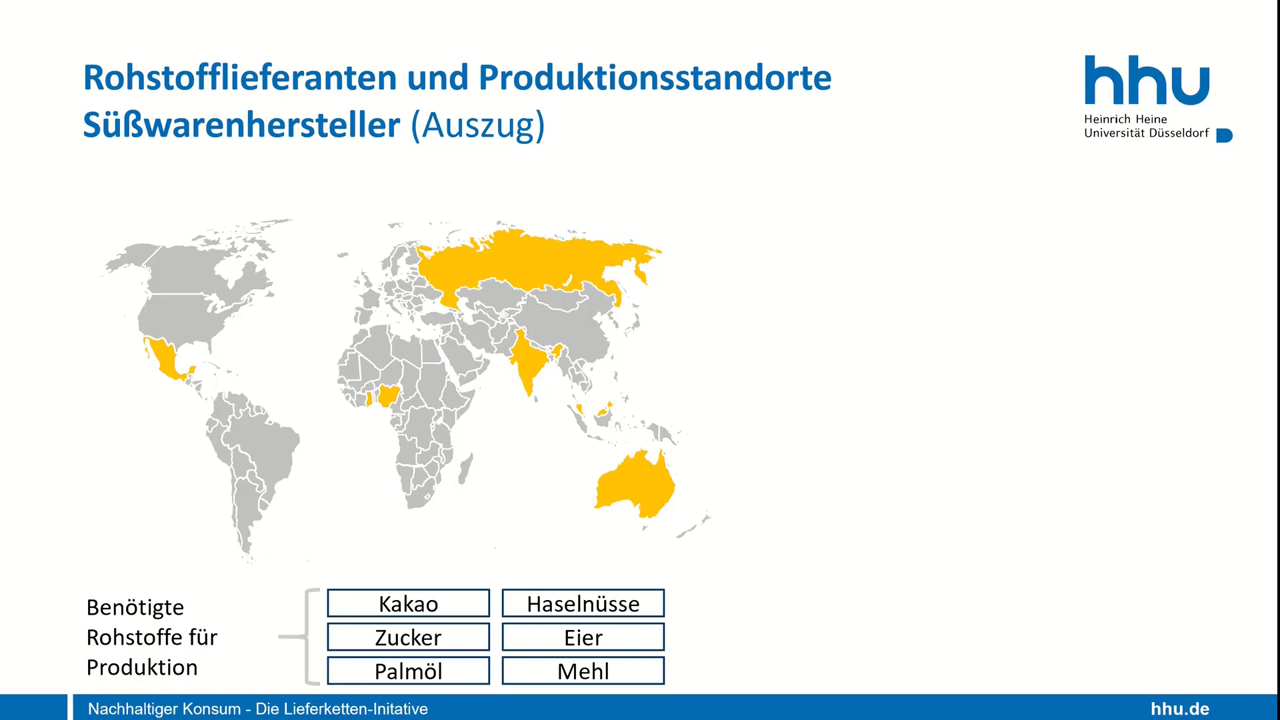 Rohstofflieferanten und Produktionsstandorte
Süßwarenhersteller (Auszug)
hhu
Heinrich Heine
Universität Düsseldorf
Benötigte
Rohstoffe für
Produktion
Kakao
Haselnüsse
Zucker
Eier
Palmöl
Mehl
Nachhaltiger Konsum - Die Lieferketten-Initative
hhu.de